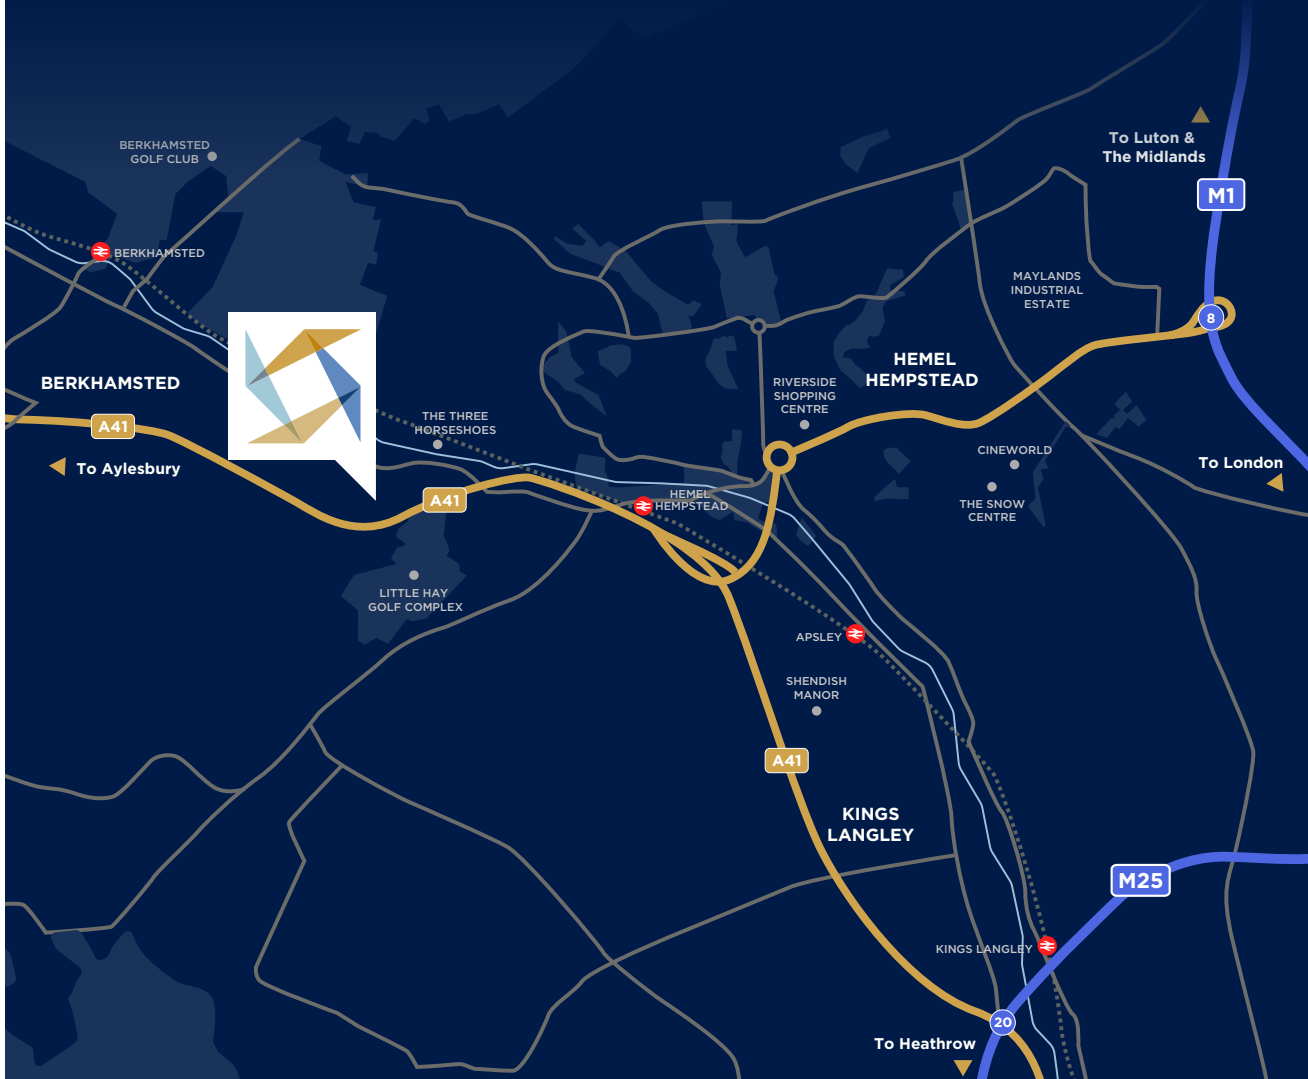 BERKHAMSTED
GOLF CLUB
To Luton &
The Midlands
M1
BERKHAMSTED
MAYLANDS
INDUSTRIAL
ESTATE
8
BERKHAMSTED
HEMEL
HEMPSTEAD
RIVERSIDE
SHOPPING
CENTRE
A41
THE THREE
HORSESHOES
To Aylesbury
CINEWORLD
To London
A41
HEMEL
HEMPSTEAD
THE SNOW
CENTRE
LITTLE HAY
GOLF COMPLEX
APSLEY
SHENDISH
MANOR
A41
KINGS
LANGLEY
M25
KINGS LANGLEY
20
To Heathrow